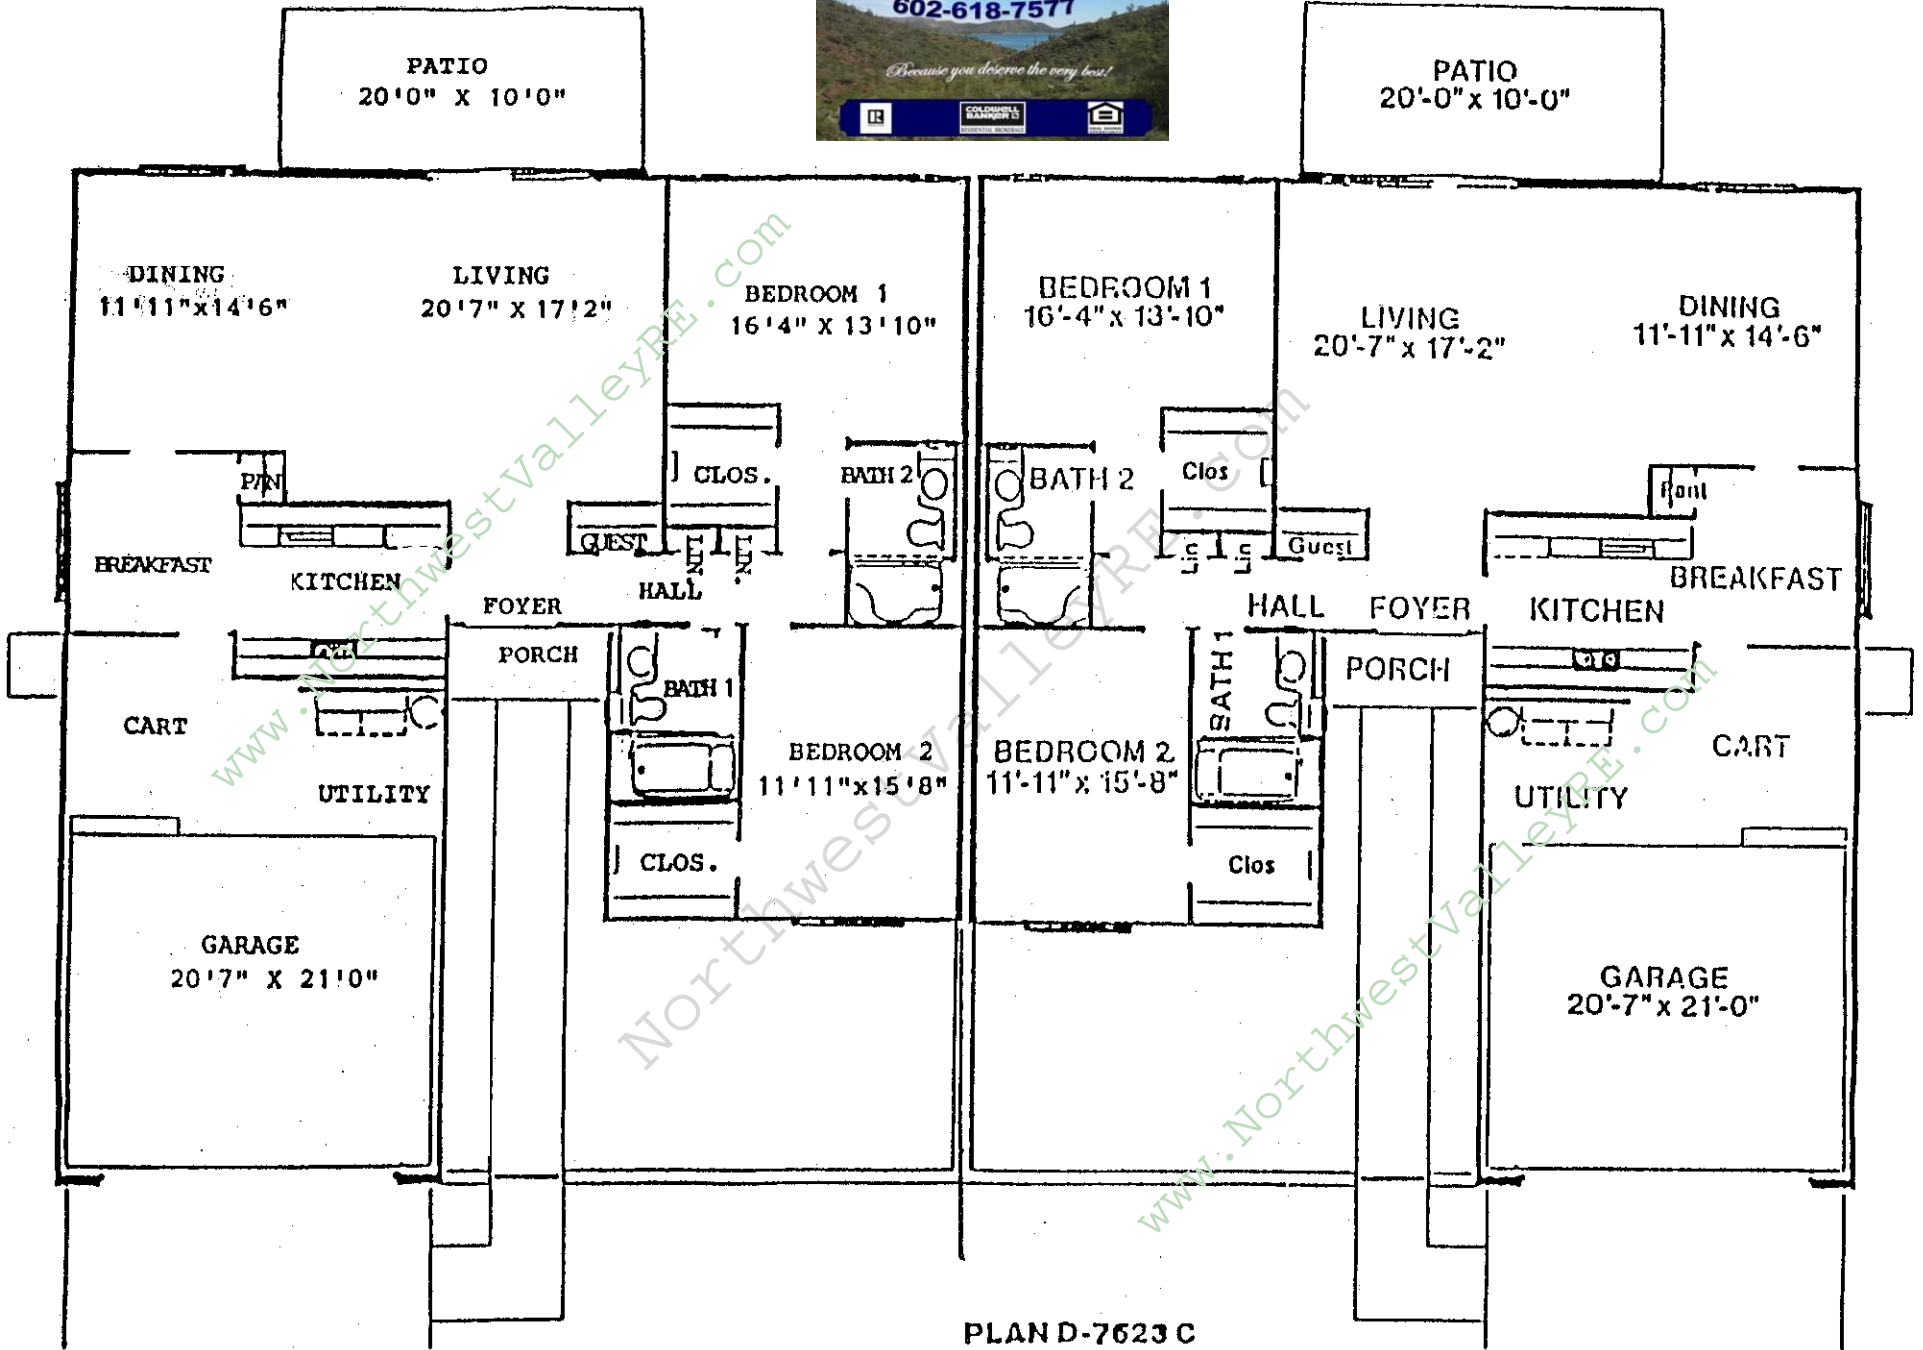 602-618-7577
Because you deserve the very best!
COLDWELL
BANKER
RESIDENTIAL BROKERAGE
PATIO
20'0" X 10'0"
PATIO
20'-0" x 10'-0"
DINING
11'11"x14'6"
LIVING
20'7" X 17'2"
BEDROOM 1
16'4" X 13'10"
BEDROOM 1
16'-4" x 13'-10"
LIVING
20'-7" x 17'-2"
DINING
11'-11" x 14'-6"
PAN
CLOS.
BATH 2
BATH 2
Clos
Pant
BREAKFAST
KITCHEN
GUEST
LIN.
LIN.
HALL
FOYER
Lin
Lin
Guest
HALL
FOYER
KITCHEN
BREAKFAST
PORCH
BATH 1
BATH 1
PORCH
CART
UTILITY
BEDROOM 2
11'11"x15'8"
BEDROOM 2
11'-11" x 15'-8"
UTILITY
CART
CLOS.
Clos
GARAGE
20'7" X 21'0"
GARAGE
20'-7" x 21'-0"
PLAN D-7623 C
www.NorthwestValleyRE.com
NorthwestValleyRE.com
www.NorthwestValleyRE.com